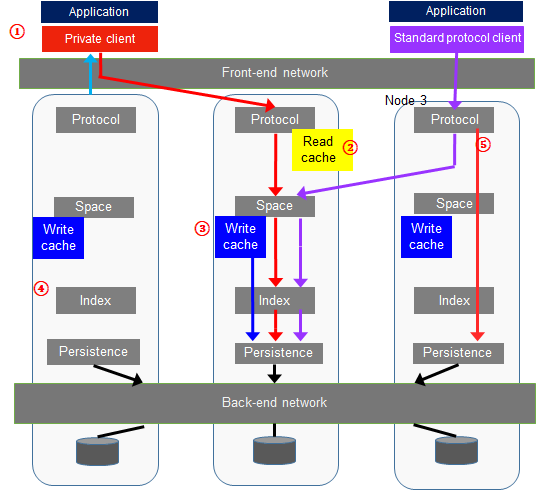 Application
Application
①
Private client
Standard protocol client
Front-end network
Node 3
Protocol
Protocol
Protocol
Read
cache
②
⑤
Space
Space
Space
Write
cache
③
Write
cache
Write
cache
④
Index
Index
Index
Persistence
Persistence
Persistence
Back-end network